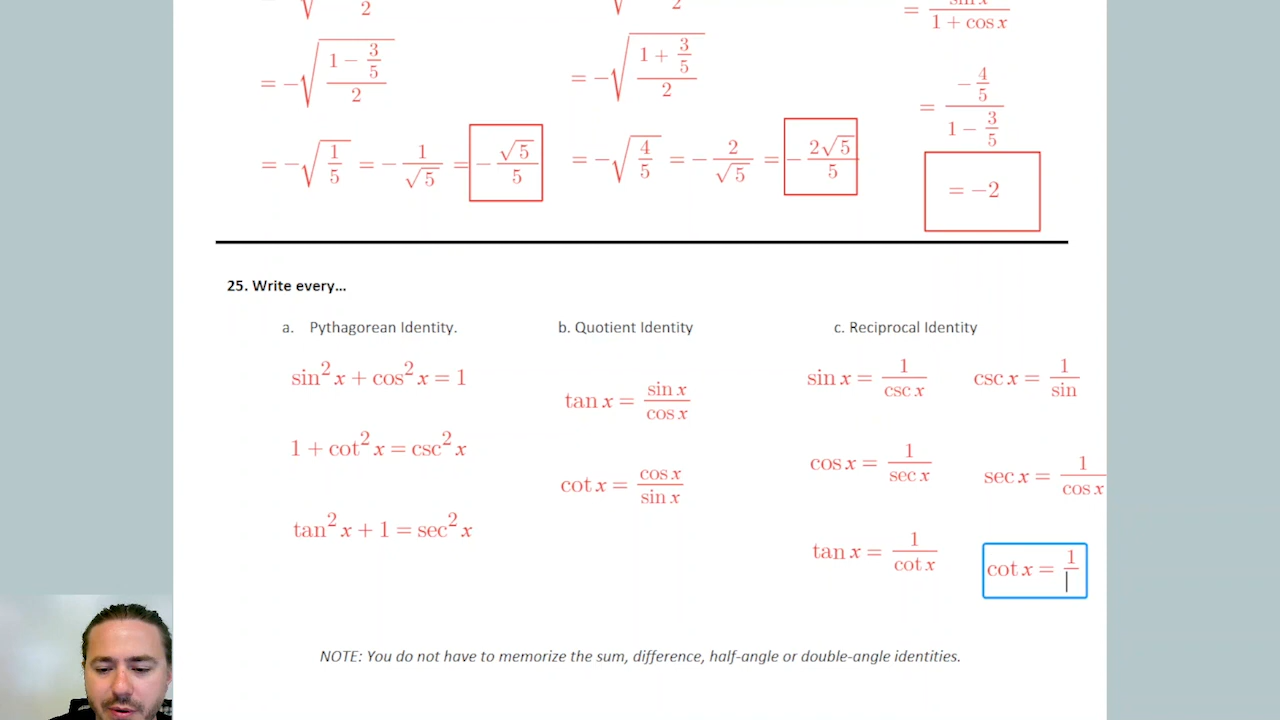 = -√ 2
√ 2
= sin x / (1 + cos x)
= -√((1 - 3/5)/2)
= -√((1 + 3/5)/2)
= (-4/5)/(1 - 3/5)
= -√(1/5) = -1/√5 = -√5/5
= -√(4/5) = -2/√5 = -2√5/5
= -2
25. Write every...
a. Pythagorean Identity.
b. Quotient Identity
c. Reciprocal Identity
sin²x + cos²x = 1
1 + cot²x = csc²x
tan²x + 1 = sec²x
tan x = sin x / cos x
cot x = cos x / sin x
sin x = 1 / csc x
csc x = 1 / sin
cos x = 1 / sec x
sec x = 1 / cos x
tan x = 1 / cot x
cot x = 1 /
NOTE: You do not have to memorize the sum, difference, half-angle or double-angle identities.